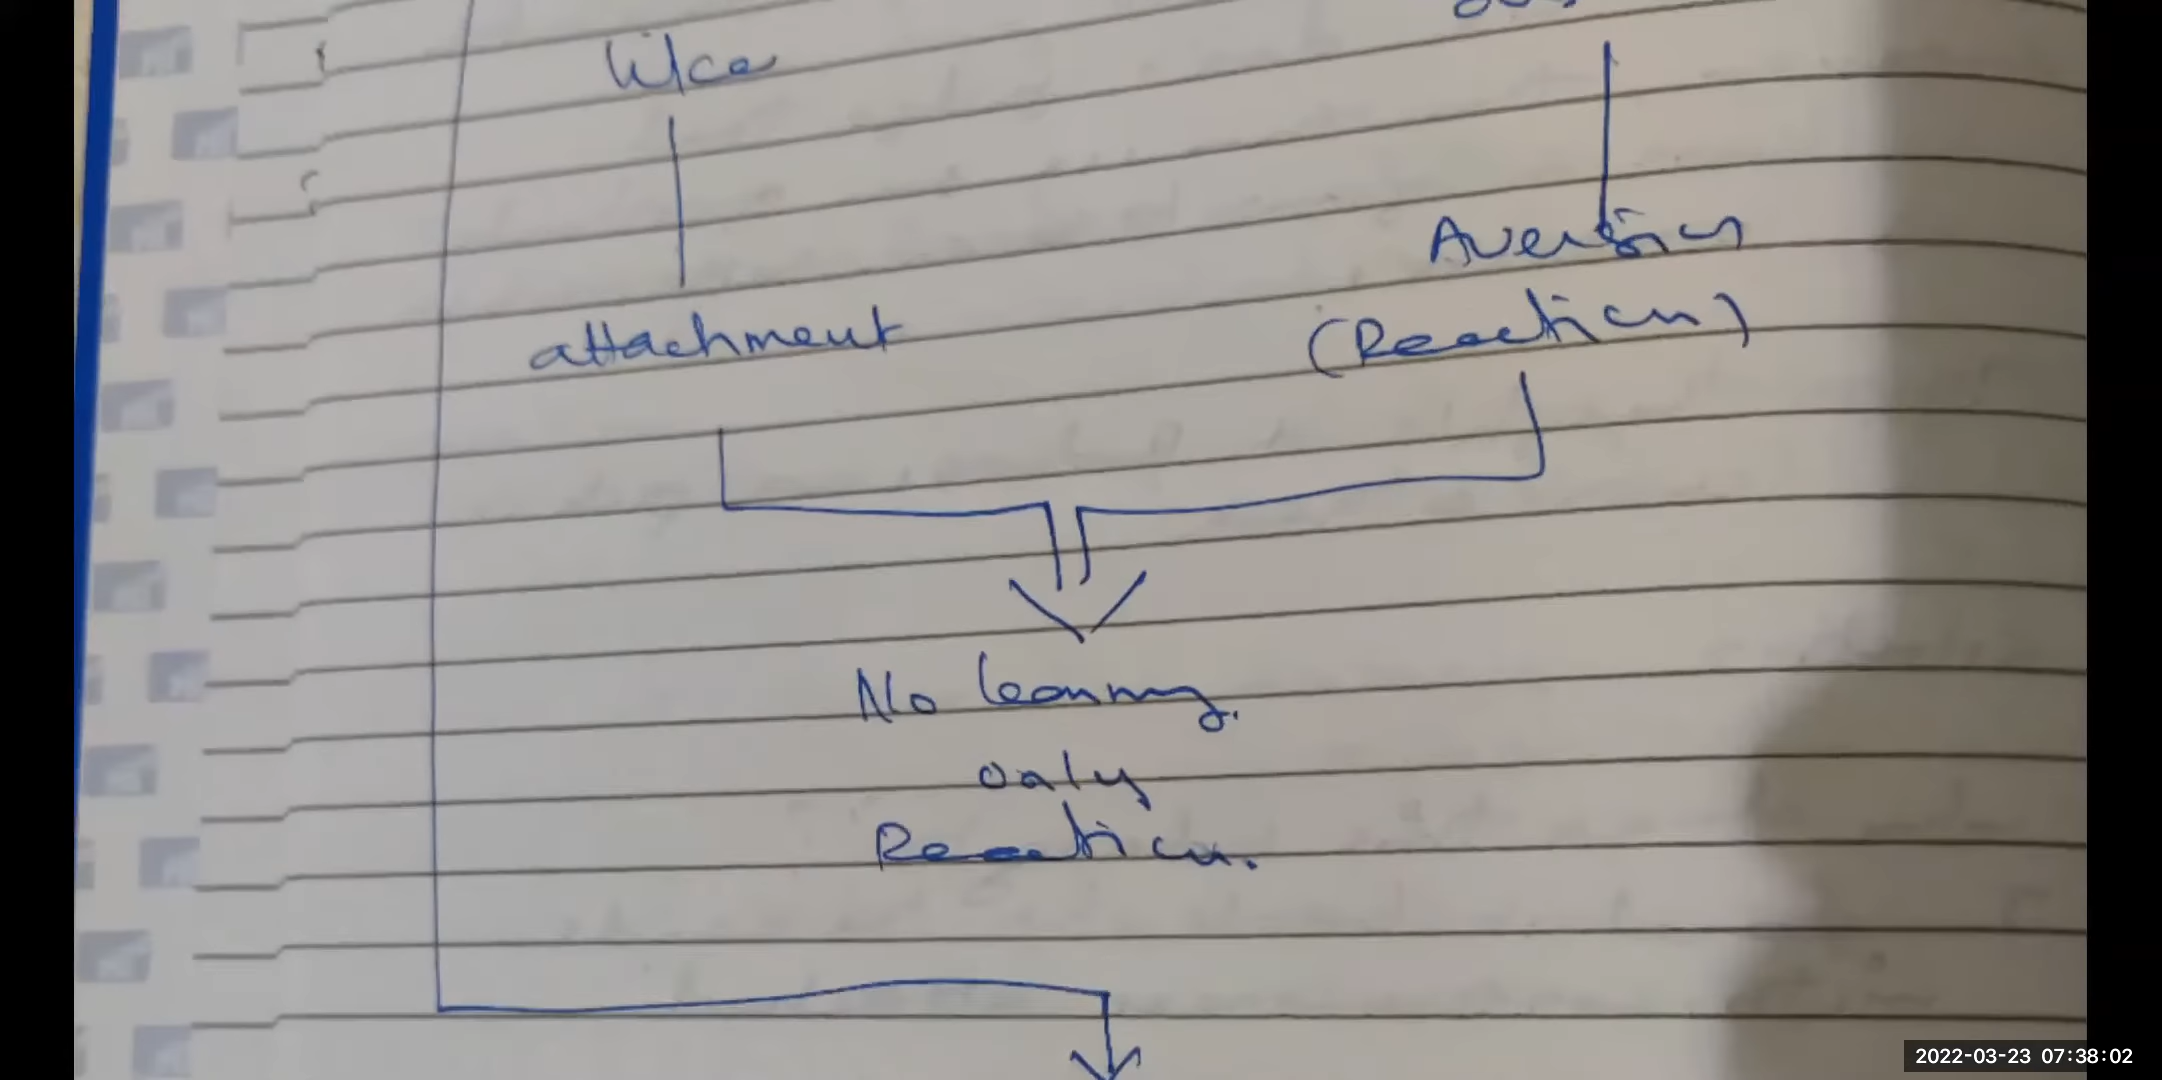 Like
Aversion
attachment
(Reaction)
No learning.
only
Reaction.
2022-03-23 07:38:02